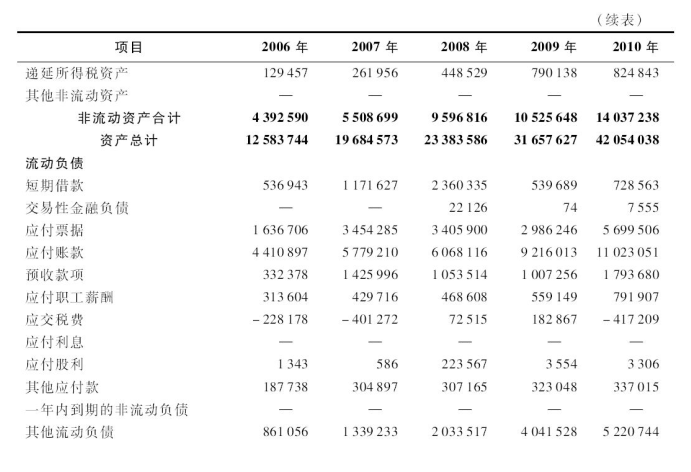 （续表）
项目 2006 年 2007 年 2008 年 2009 年 2010 年
递延所得税资产 129 457 261 956 448 529 790 138 824 843
其他非流动资产 — — — — —
非流动资产合计 4 392 590 5 508 699 9 596 816 10 525 648 14 037 238
资产总计 12 583 744 19 684 573 23 383 586 31 657 627 42 054 038
流动负债
短期借款 536 943 1 171 627 2 360 335 539 689 728 563
交易性金融负债 — — 22 126 74 7 555
应付票据 1 636 706 3 454 285 3 405 900 2 986 246 5 699 506
应付账款 4 410 897 5 779 210 6 068 116 9 216 013 11 023 051
预收款项 332 378 1 425 996 1 053 514 1 007 256 1 793 680
应付职工薪酬 313 604 429 716 468 608 559 149 791 907
应交税费 －228 178 －401 272 72 515 182 867 －417 209
应付利息 — — — — —
应付股利 1 343 586 223 567 3 554 3 306
其他应付款 187 738 304 897 307 165 323 048 337 015
一年内到期的非流动负债 — — — — —
其他流动负债 861 056 1 339 233 2 033 517 4 041 528 5 220 744